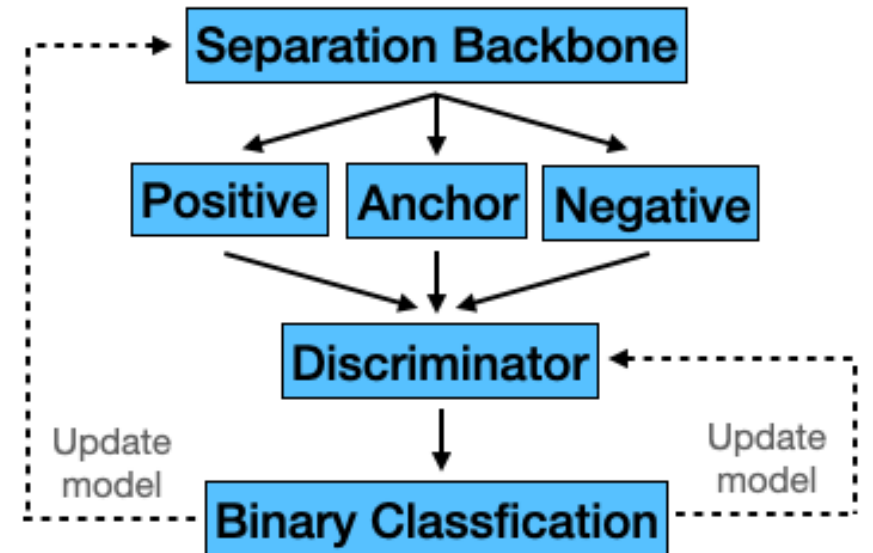 Separation Backbone
Positive
Anchor
Negative
Discriminator
Update
model
Update
model
Binary Classfication